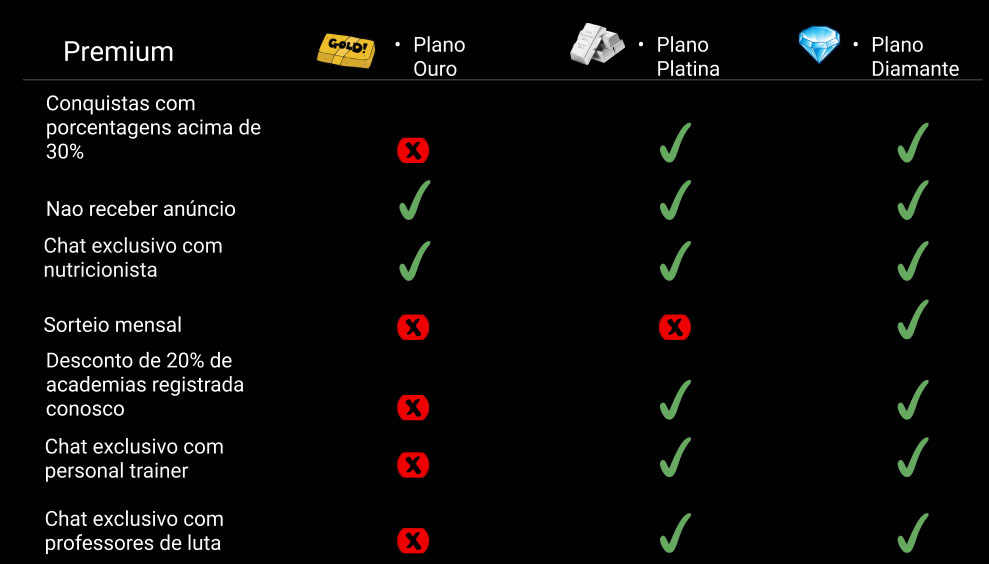 Premium
GOLD!
• Plano
Ouro
• Plano
Platina
• Plano
Diamante
Conquistas com
porcentagens acima de
30%
Nao receber anúncio
Chat exclusivo com
nutricionista
Sorteio mensal
Desconto de 20% de
academias registrada
conosco
Chat exclusivo com
personal trainer
Chat exclusivo com
professores de luta